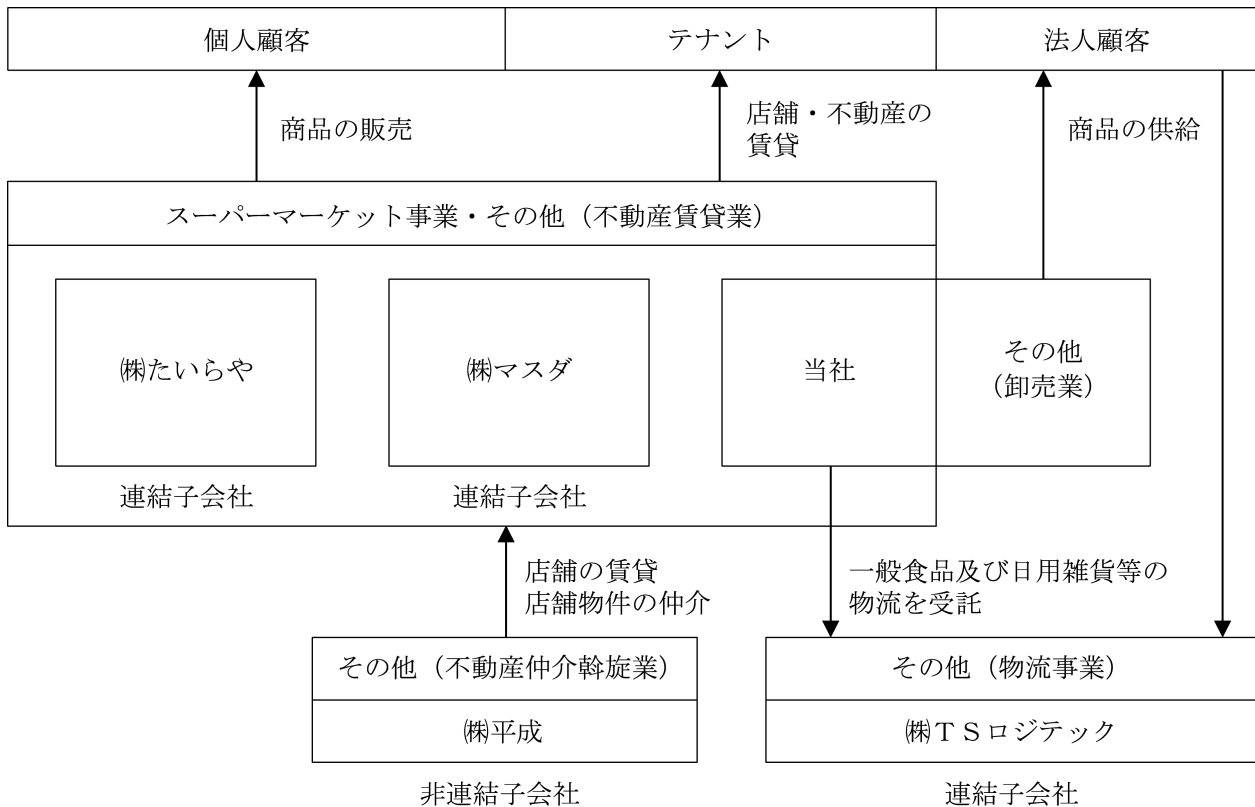 個人顧客
テナント
法人顧客
商品の販売
店舗・不動産の
賃貸
商品の供給
スーパーマーケット事業・その他（不動産賃貸業）
㈱たいらや
㈱マスダ
当社
その他
（卸売業）
連結子会社
連結子会社
店舗の賃貸
店舗物件の仲介
一般食品及び日用雑貨等の
物流を受託
その他（不動産仲介斡旋業）
㈱平成
非連結子会社
その他（物流事業）
㈱ＴＳロジテック
連結子会社